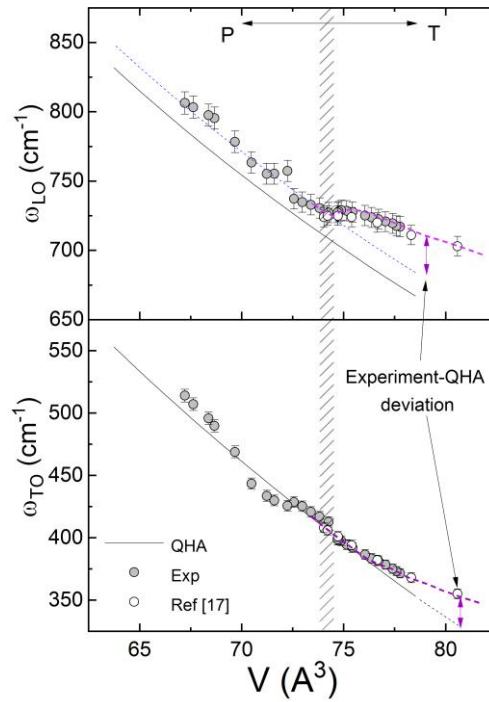 P T
850
800
750
700
650
ω_LO (cm⁻¹)
Experiment-QHA
deviation
550
500
450
400
350
ω_TO (cm⁻¹)
QHA
Exp
Ref [17]
65 70 75 80
V (A³)